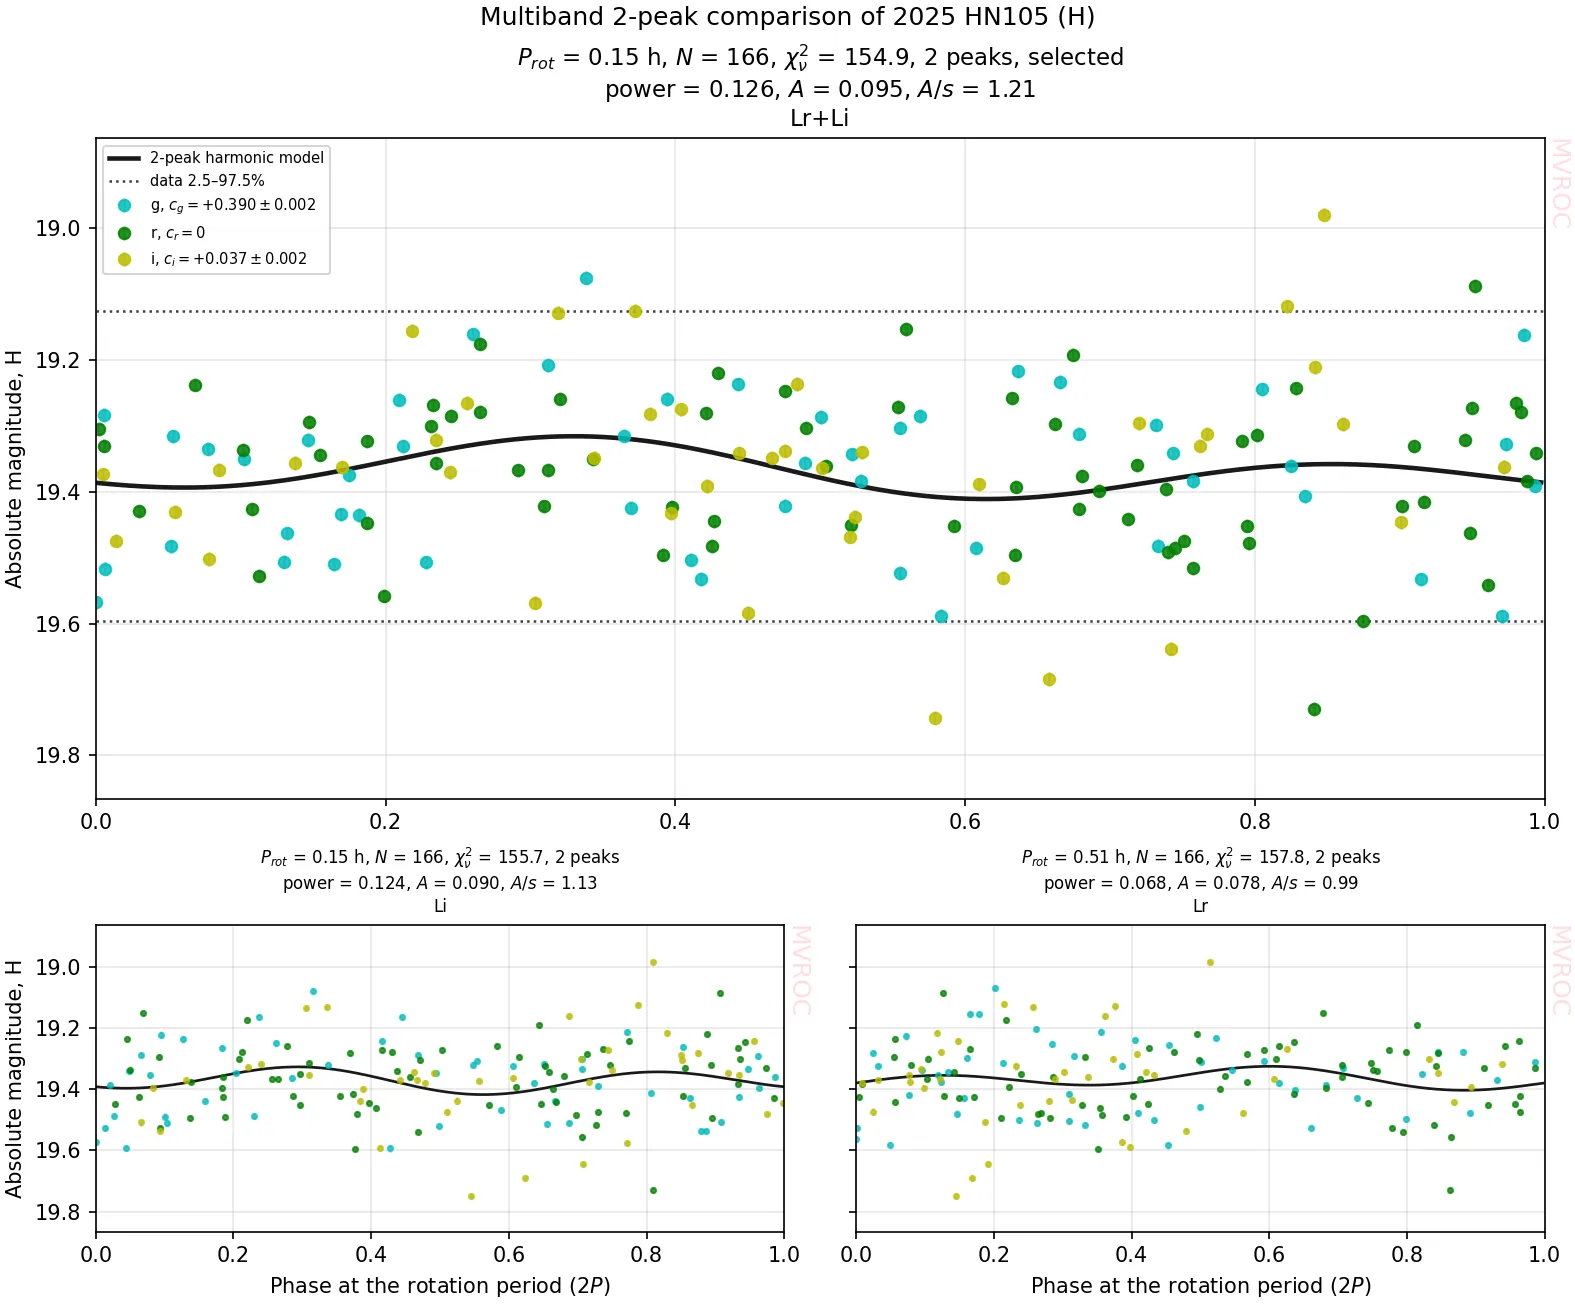 Multiband 2-peak comparison of 2025 HN105 (H)
P_rot = 0.15 h, N = 166, χ²_ν = 154.9, 2 peaks, selected
power = 0.126, A = 0.095, A/s = 1.21
Lr+Li
2-peak harmonic model
data 2.5–97.5%
g, c_g = +0.390 ± 0.002
r, c_r = 0
i, c_i = +0.037 ± 0.002
MVROC
Absolute magnitude, H
19.0
19.2
19.4
19.6
19.8
0.0 0.2 0.4 0.6 0.8 1.0
P_rot = 0.15 h, N = 166, χ²_ν = 155.7, 2 peaks
power = 0.124, A = 0.090, A/s = 1.13
Li
MVROC
Absolute magnitude, H
19.0
19.2
19.4
19.6
19.8
0.0 0.2 0.4 0.6 0.8 1.0
Phase at the rotation period (2P)
P_rot = 0.51 h, N = 166, χ²_ν = 157.8, 2 peaks
power = 0.068, A = 0.078, A/s = 0.99
Lr
MVROC
0.0 0.2 0.4 0.6 0.8 1.0
Phase at the rotation period (2P)